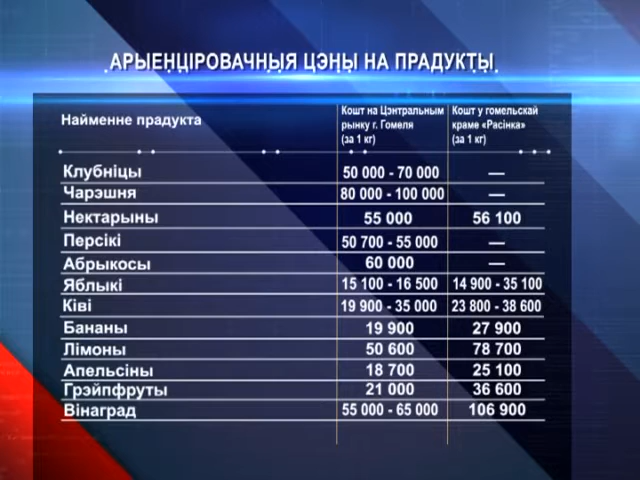 АРЫЕНЦІРОВАЧНЫЯ ЦЭНЫ НА ПРАДУКТЫ
Найменне прадукта
Кошт на Цэнтральным
рынку г. Гомеля
(за 1 кг)
Кошт у гомельскай
краме «Расінка»
(за 1 кг)
Клубніцы 50 000 - 70 000 —
Чарэшня 80 000 - 100 000 —
Нектарыны 55 000 56 100
Персікі 50 700 - 55 000 —
Абрыкосы 60 000 —
Яблыкі 15 100 - 16 500 14 900 - 35 100
Ківі 19 900 - 35 000 23 800 - 38 600
Бананы 19 900 27 900
Лімоны 50 600 78 700
Апельсіны 18 700 25 100
Грэйпфруты 21 000 36 600
Вінаград 55 000 - 65 000 106 900